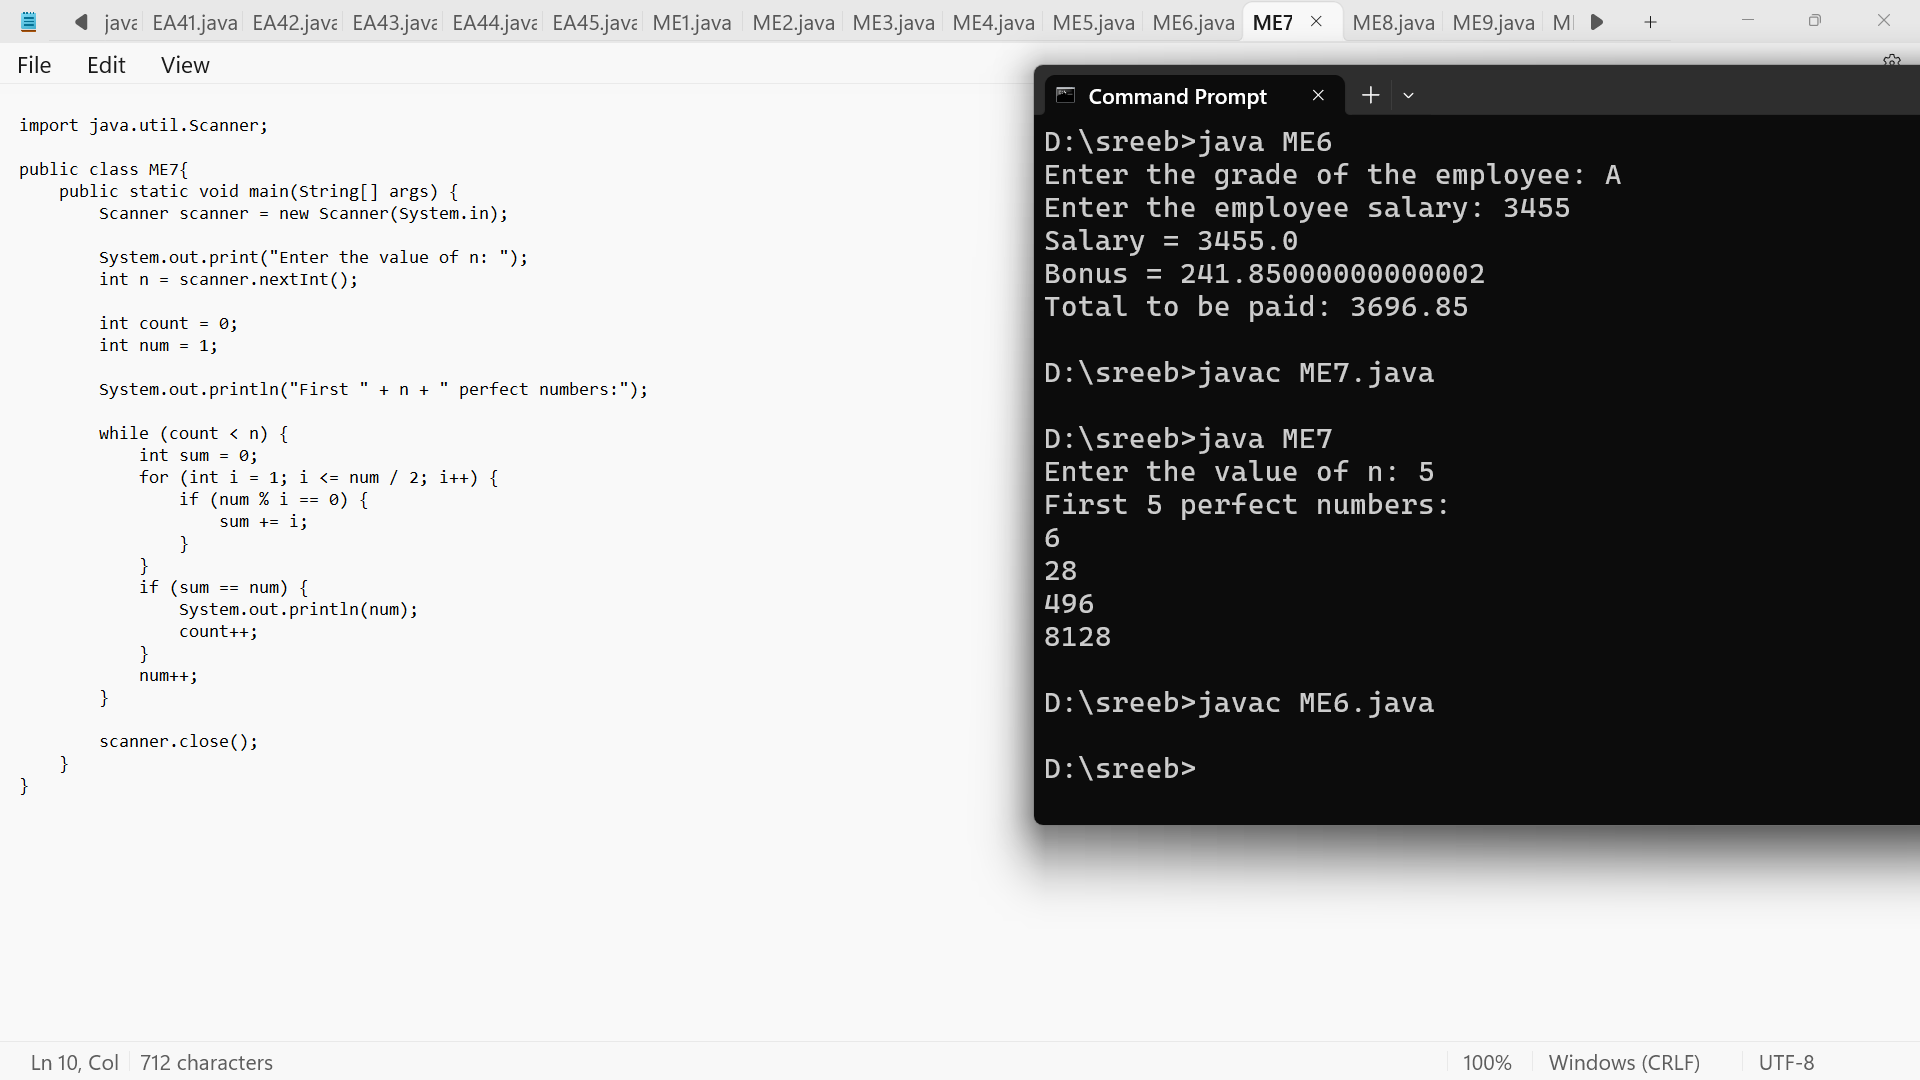 java EA41.java EA42.java EA43.java EA44.java EA45.java ME1.java ME2.java ME3.java ME4.java ME5.java ME6.java ME7 ME8.java ME9.java
File Edit View
import java.util.Scanner;
public class ME7{
public static void main(String[] args) {
Scanner scanner = new Scanner(System.in);
System.out.print("Enter the value of n: ");
int n = scanner.nextInt();
int count = 0;
int num = 1;
System.out.println("First " + n + " perfect numbers:");
while (count < n) {
int sum = 0;
for (int i = 1; i <= num / 2; i++) {
if (num % i == 0) {
sum += i;
}
}
if (sum == num) {
System.out.println(num);
count++;
}
num++;
}
scanner.close();
}
}
Command Prompt
D:\sreeb>java ME6
Enter the grade of the employee: A
Enter the employee salary: 3455
Salary = 3455.0
Bonus = 241.85000000000002
Total to be paid: 3696.85
D:\sreeb>javac ME7.java
D:\sreeb>java ME7
Enter the value of n: 5
First 5 perfect numbers:
6
28
496
8128
D:\sreeb>javac ME6.java
D:\sreeb>
Ln 10, Col 712 characters 100% Windows (CRLF) UTF-8